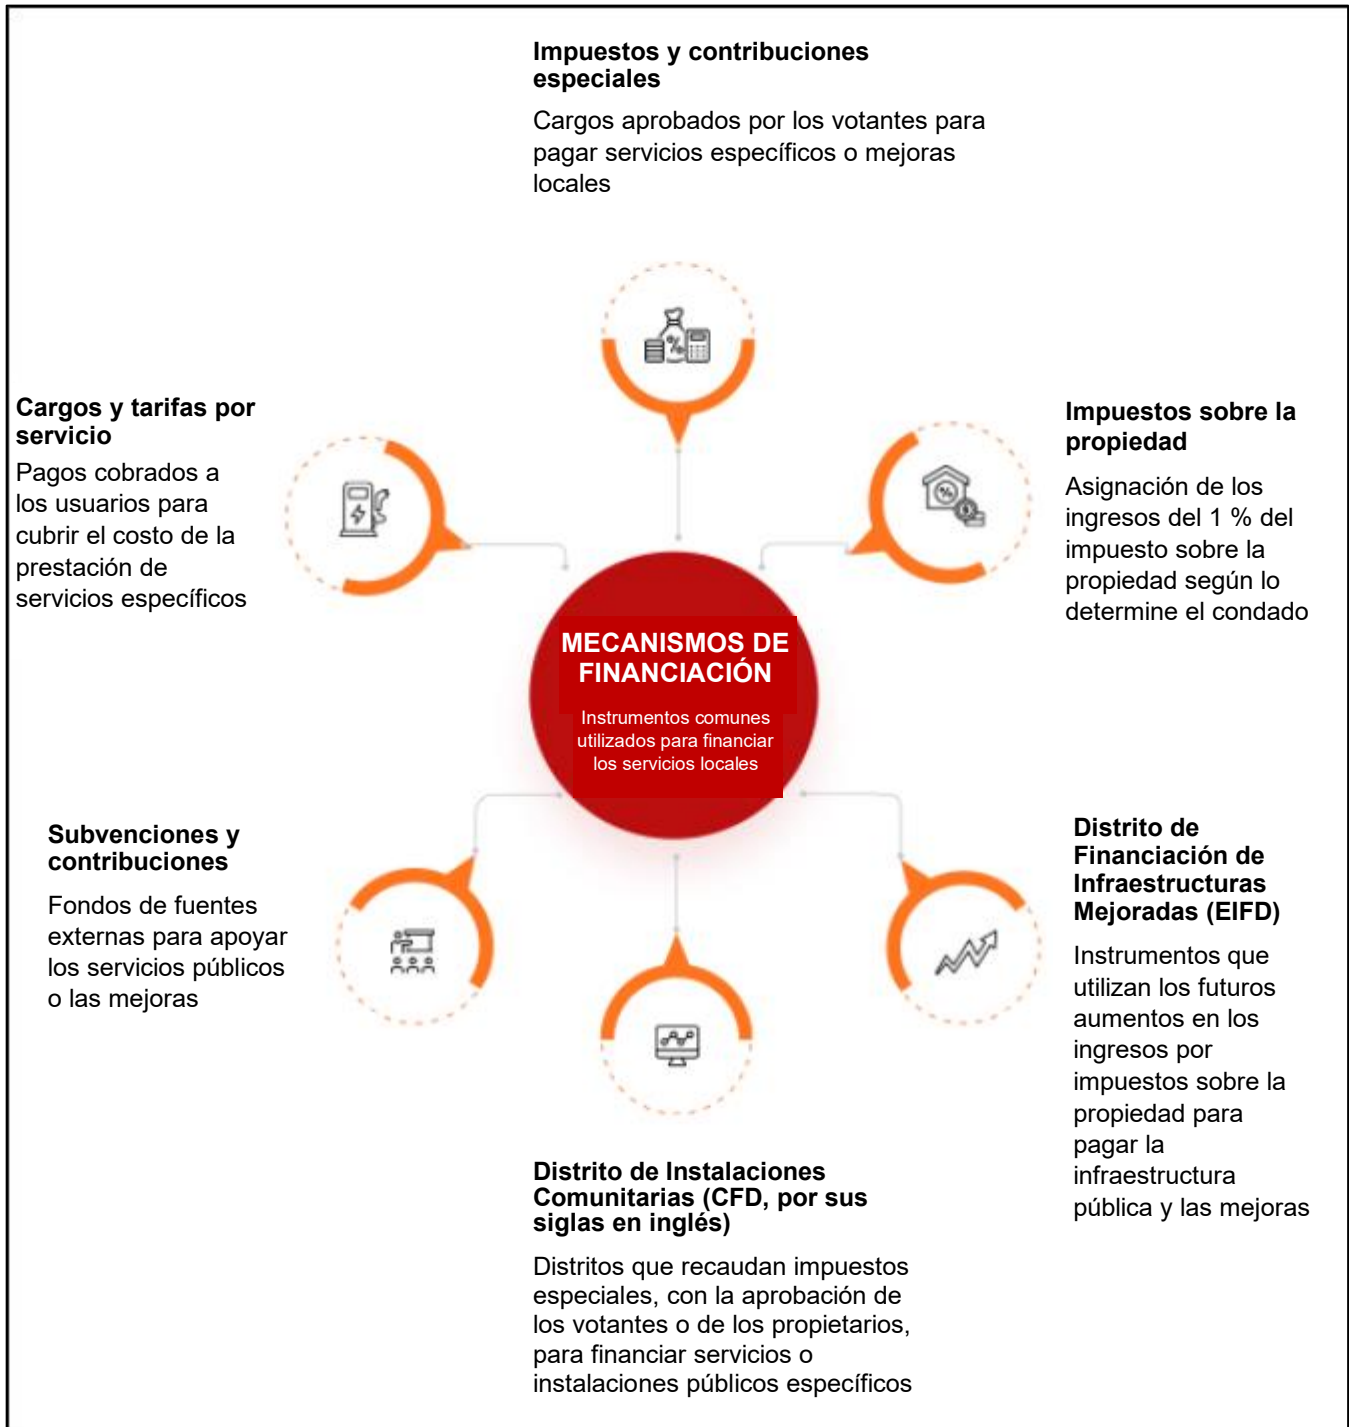 Impuestos y contribuciones
especiales
Cargos aprobados por los votantes para
pagar servicios específicos o mejoras
locales
Cargos y tarifas por
servicio
Pagos cobrados a
los usuarios para
cubrir el costo de la
prestación de
servicios específicos
Impuestos sobre la
propiedad
Asignación de los
ingresos del 1 % del
impuesto sobre la
propiedad según lo
determine el condado
MECANISMOS DE
FINANCIACIÓN
Instrumentos comunes
utilizados para financiar
los servicios locales
Subvenciones y
contribuciones
Fondos de fuentes
externas para apoyar
los servicios públicos
o las mejoras
Distrito de
Financiación de
Infraestructuras
Mejoradas (EIFD)
Instrumentos que
utilizan los futuros
aumentos en los
ingresos por
impuestos sobre la
propiedad para
pagar la
infraestructura
pública y las mejoras
Distrito de Instalaciones
Comunitarias (CFD, por sus
siglas en inglés)
Distritos que recaudan impuestos
especiales, con la aprobación de
los votantes o de los propietarios,
para financiar servicios o
instalaciones públicos específicos